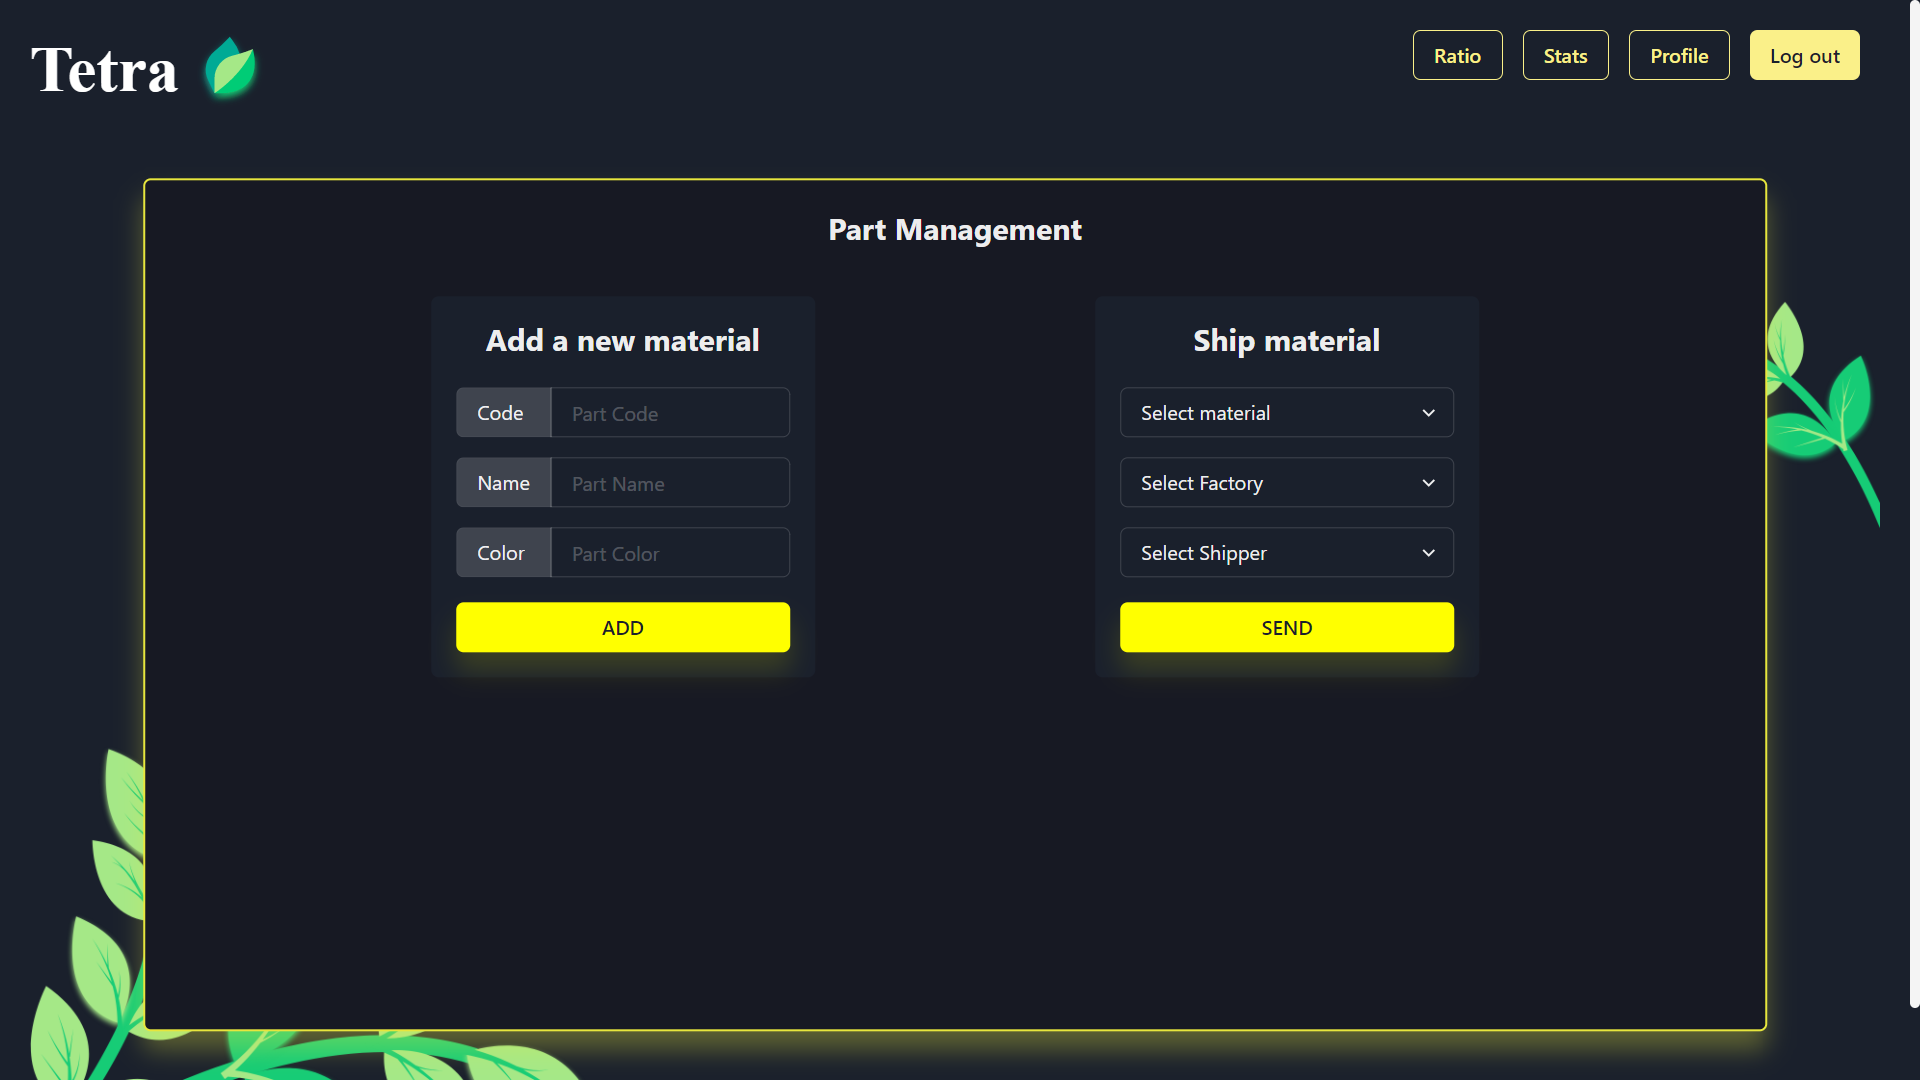 Tetra
Ratio
Stats
Profile
Log out
Part Management
Add a new material
Code
Part Code
Name
Part Name
Color
Part Color
ADD
Ship material
Select material
Select Factory
Select Shipper
SEND